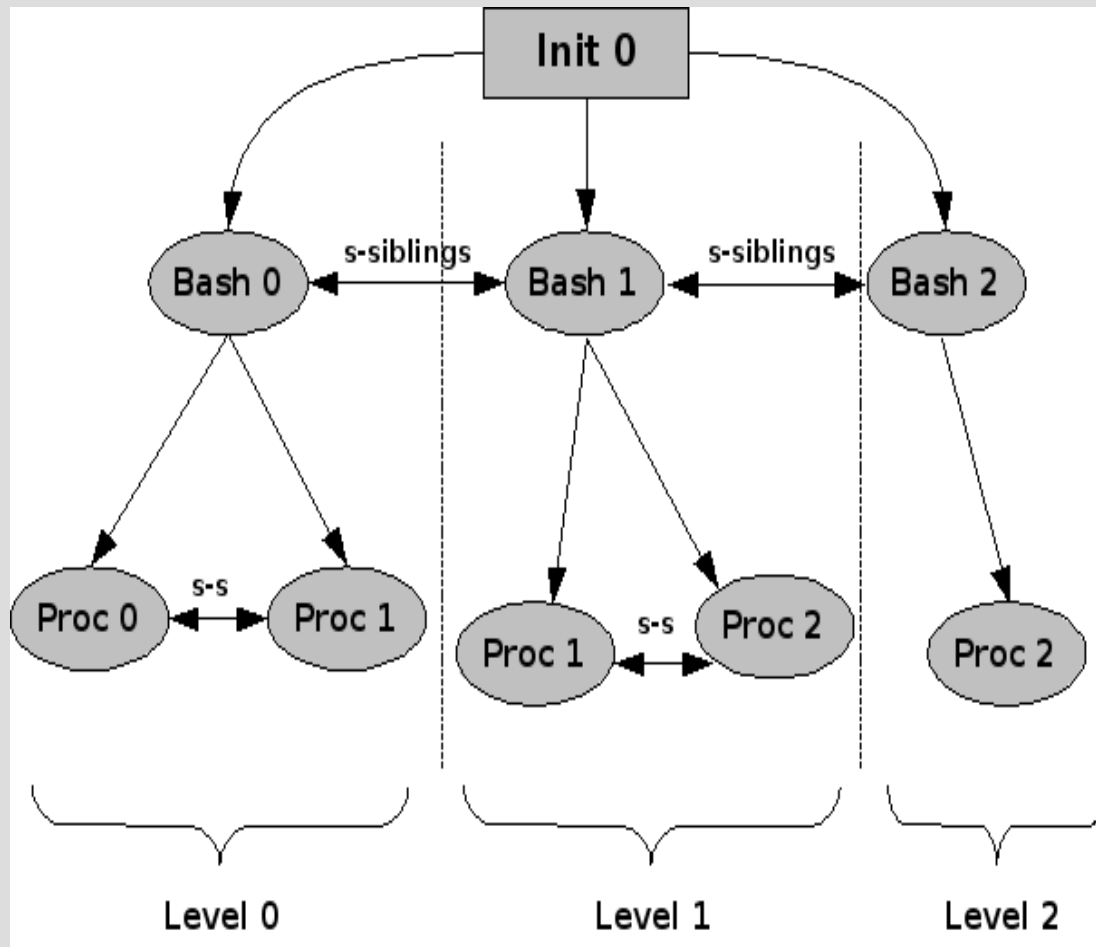 Init 0
s-siblings
s-siblings
Bash 0
Bash 1
Bash 2
s-s
s-s
Proc 0
Proc 1
Proc 1
Proc 2
Proc 2
Level 0
Level 1
Level 2